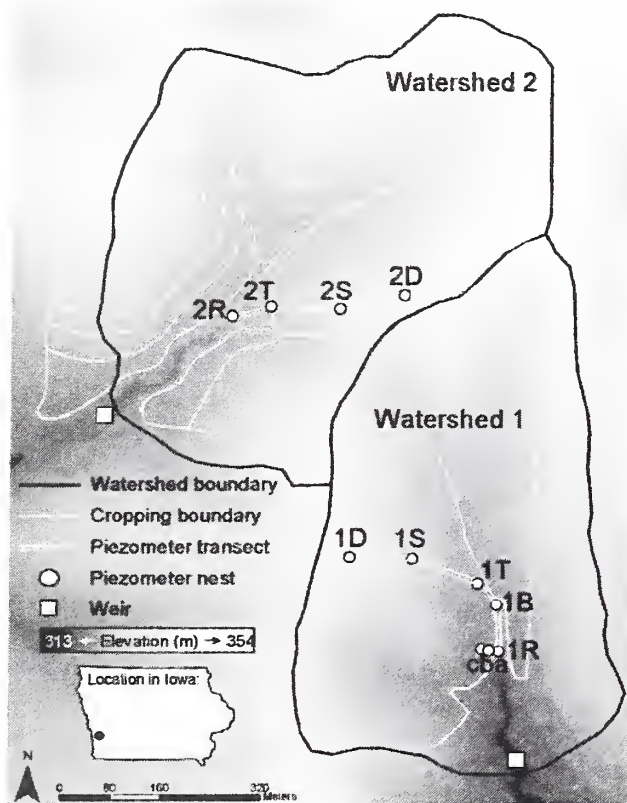 Watershed 2
2D
2S
2T
2R
Watershed 1
Watershed boundary
Cropping boundary
Piezometer transect
Piezometer nest
Weir
313 ← Elevation (m) → 354
Location in Iowa:
1D
1S
1T
1B
1R
cba
N
0 80 160 320
Meters